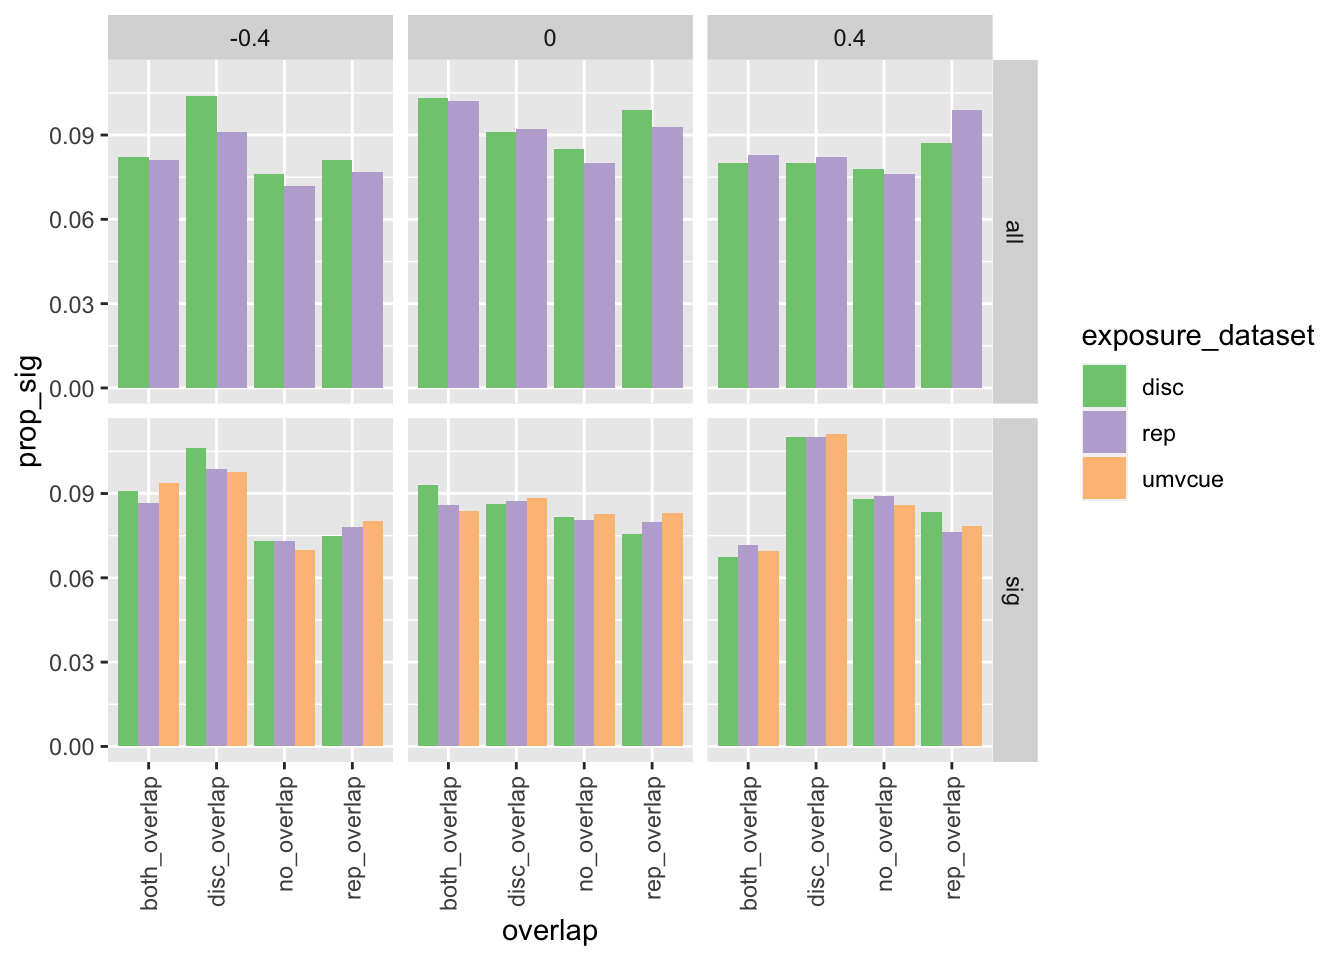 -0.4 0 0.4
all
0.09
0.06
0.03
0.00
sig
0.09
0.06
0.03
0.00
prop_sig
both_overlap disc_overlap no_overlap rep_overlap both_overlap disc_overlap no_overlap rep_overlap both_overlap disc_overlap no_overlap rep_overlap
overlap
exposure_dataset
disc
rep
umvcue